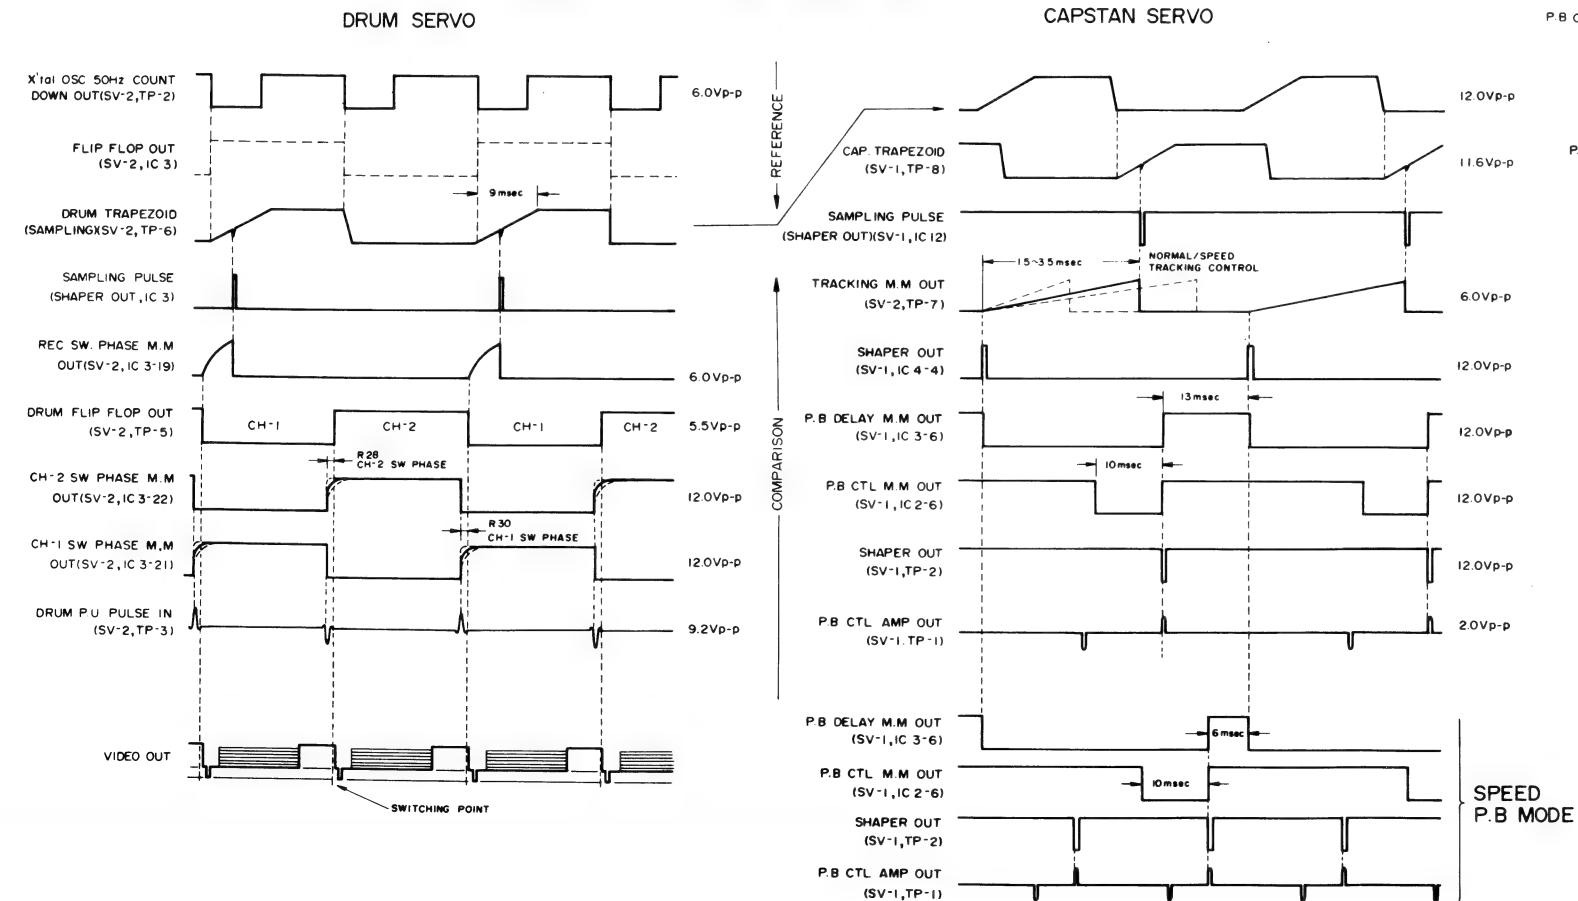 DRUM SERVO
X'tal OSC 50Hz COUNT
DOWN OUT(SV-2,TP-2)
6.0Vp-p
FLIP FLOP OUT
(SV-2, IC 3)
9msec
DRUM TRAPEZOID
(SAMPLING)(SV-2, TP-6)
SAMPLING PULSE
(SHAPER OUT, IC 3)
REC SW. PHASE M.M
OUT(SV-2, IC 3-19)
6.0Vp-p
DRUM FLIP FLOP OUT
(SV-2, TP-5)
CH-1
CH-2
CH-1
CH-2
5.5Vp-p
R28
CH-2 SW PHASE
CH-2 SW PHASE M.M
OUT(SV-2, IC 3-22)
12.0Vp-p
R30
CH-1 SW PHASE
CH-1 SW PHASE M.M
OUT(SV-2, IC 3-21)
12.0Vp-p
DRUM P U PULSE IN
(SV-2, TP-3)
9.2Vp-p
VIDEO OUT
SWITCHING POINT
REFERENCE
COMPARISON
CAPSTAN SERVO
12.0Vp-p
CAP. TRAPEZOID
(SV-1, TP-8)
11.6Vp-p
SAMPLING PULSE
(SHAPER OUT)(SV-1, IC 12)
15~35msec
NORMAL/SPEED
TRACKING CONTROL
TRACKING M.M OUT
(SV-2, TP-7)
6.0Vp-p
SHAPER OUT
(SV-1, IC 4-4)
12.0Vp-p
13msec
P.B DELAY M.M OUT
(SV-1, IC 3-6)
12.0Vp-p
10msec
P.B CTL M.M OUT
(SV-1, IC 2-6)
12.0Vp-p
SHAPER OUT
(SV-1, TP-2)
12.0Vp-p
P.B CTL AMP OUT
(SV-1. TP-1)
2.0Vp-p
P.B DELAY M.M OUT
(SV-1, IC 3-6)
6msec
P.B CTL M.M OUT
(SV-1, IC 2-6)
10msec
SHAPER OUT
(SV-1, TP-2)
P.B CTL AMP OUT
(SV-1, TP-1)
SPEED
P.B MODE
P.B
P.